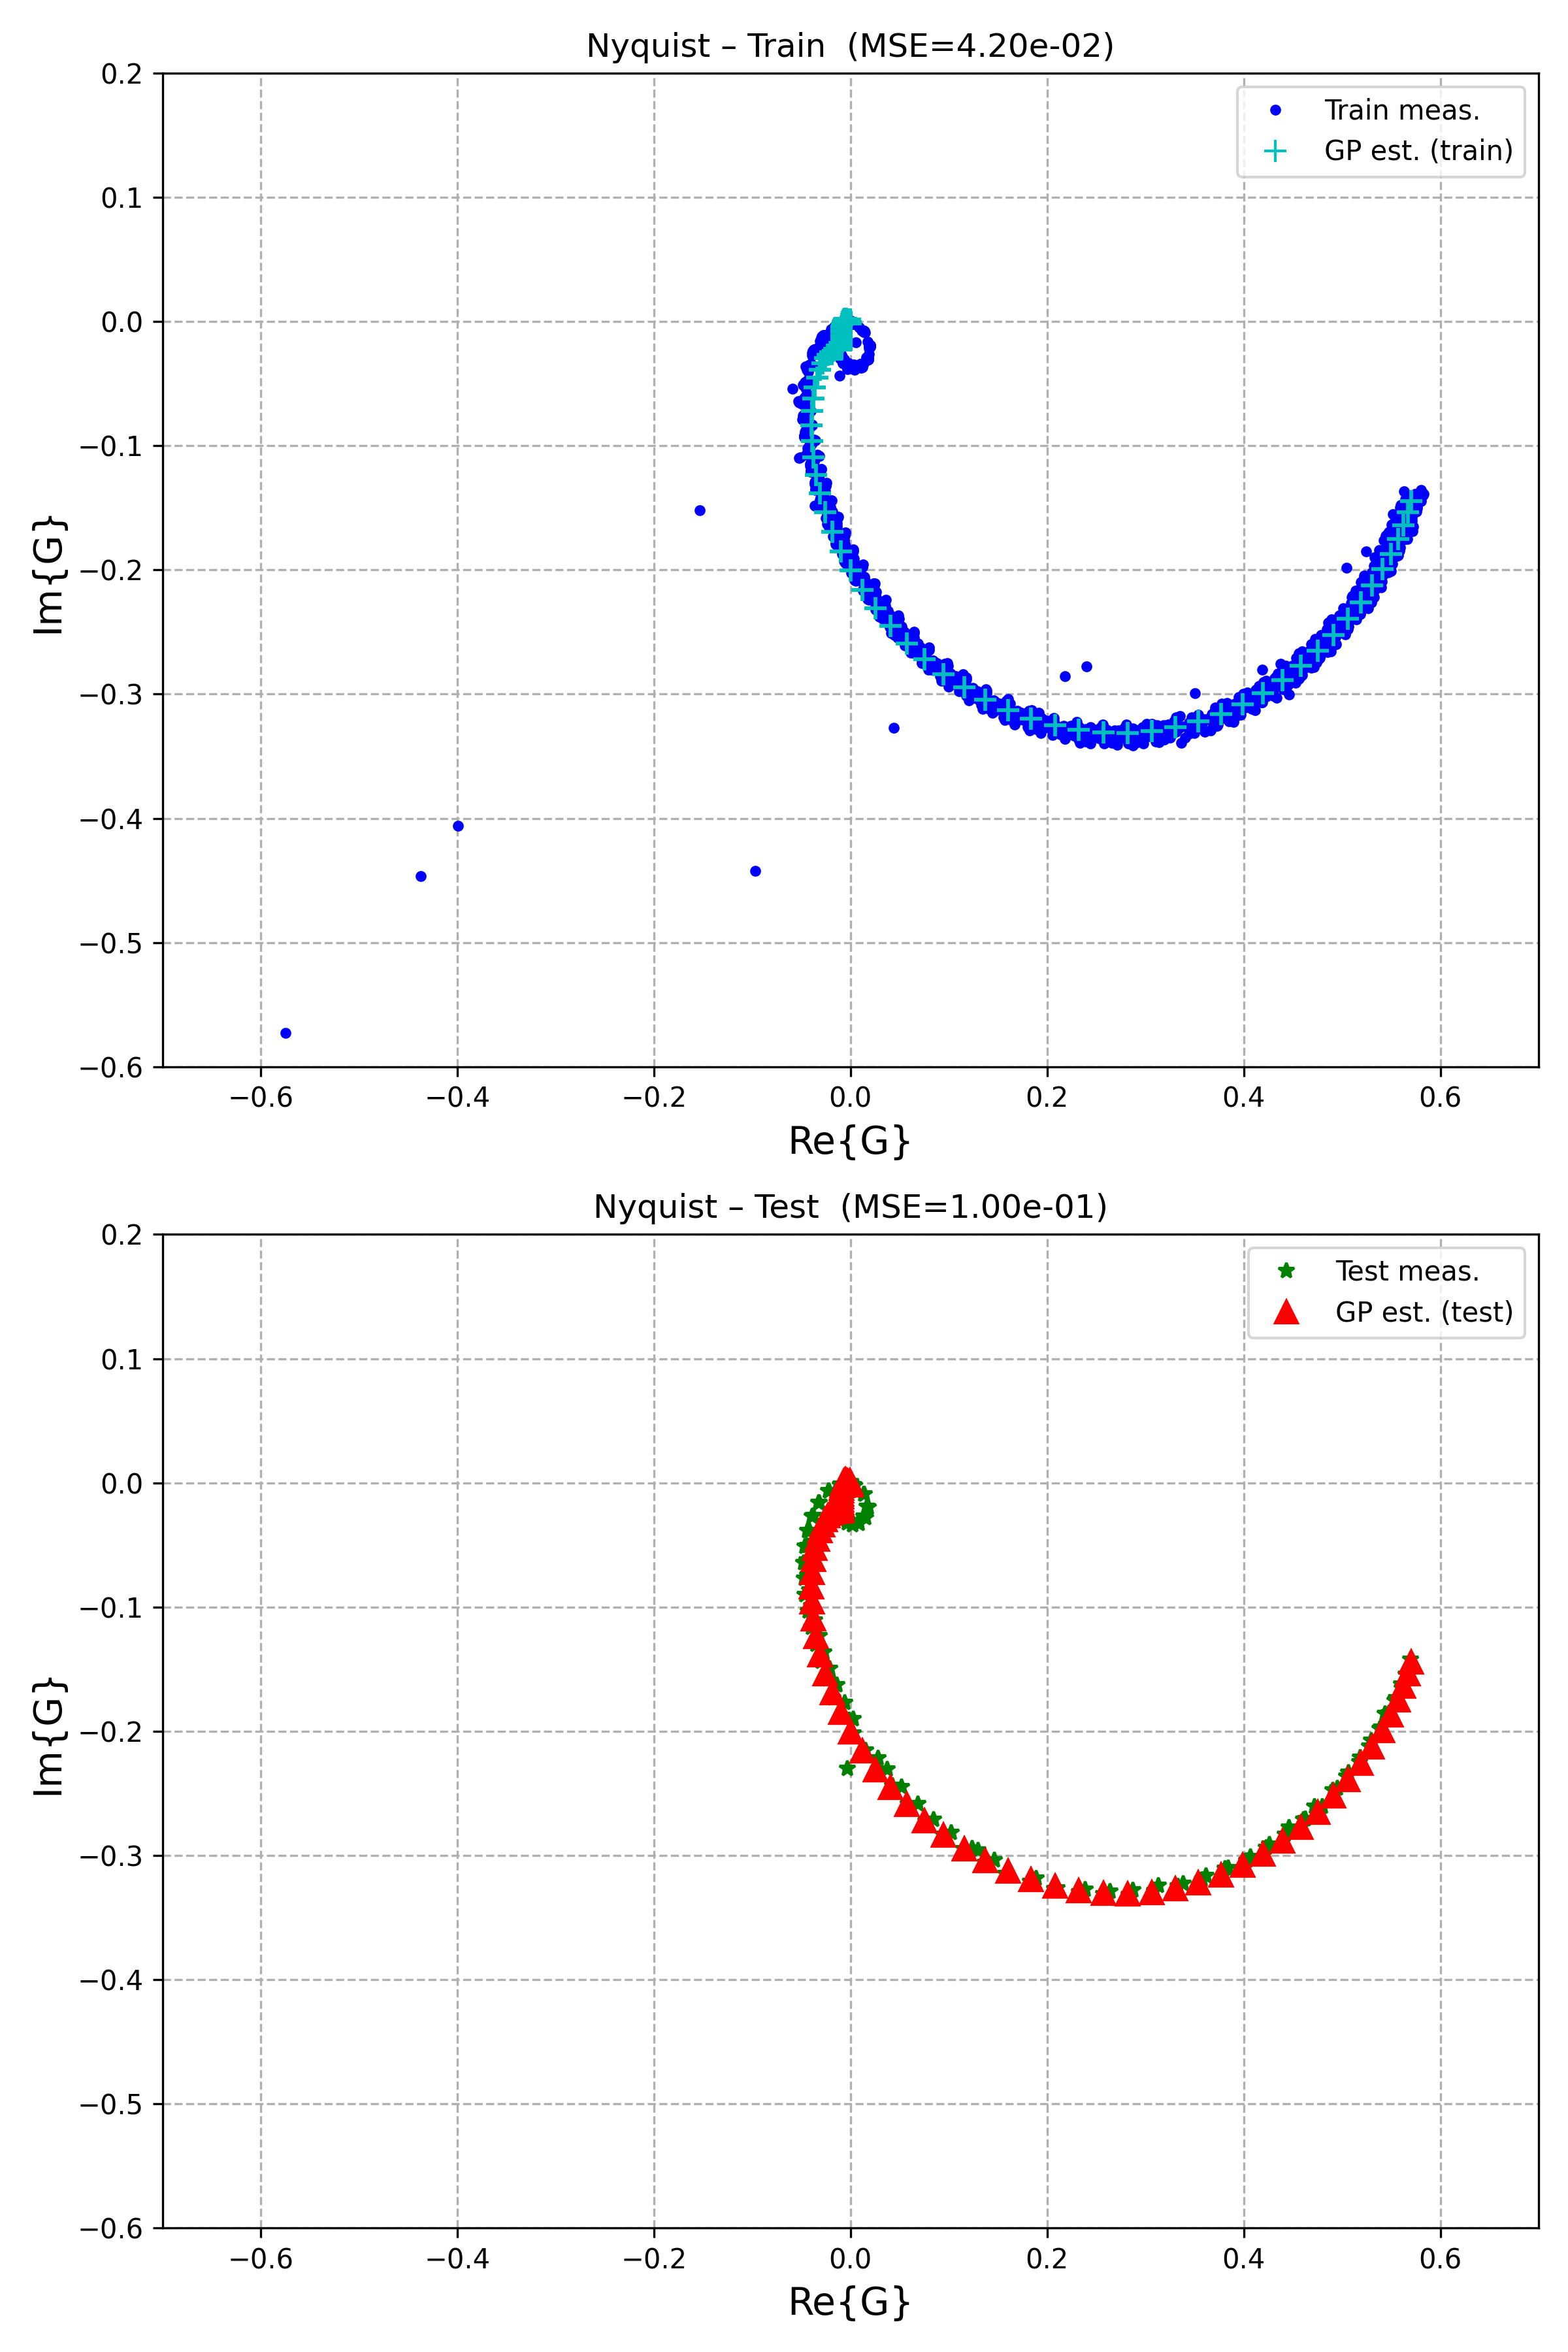 Nyquist – Train  (MSE=4.20e-02)
Train meas.
GP est. (train)
0.2
0.1
0.0
−0.1
−0.2
−0.3
−0.4
−0.5
−0.6
Im{G}
−0.6 −0.4 −0.2 0.0 0.2 0.4 0.6
Re{G}
Nyquist – Test  (MSE=1.00e-01)
Test meas.
GP est. (test)
0.2
0.1
0.0
−0.1
−0.2
−0.3
−0.4
−0.5
−0.6
Im{G}
−0.6 −0.4 −0.2 0.0 0.2 0.4 0.6
Re{G}